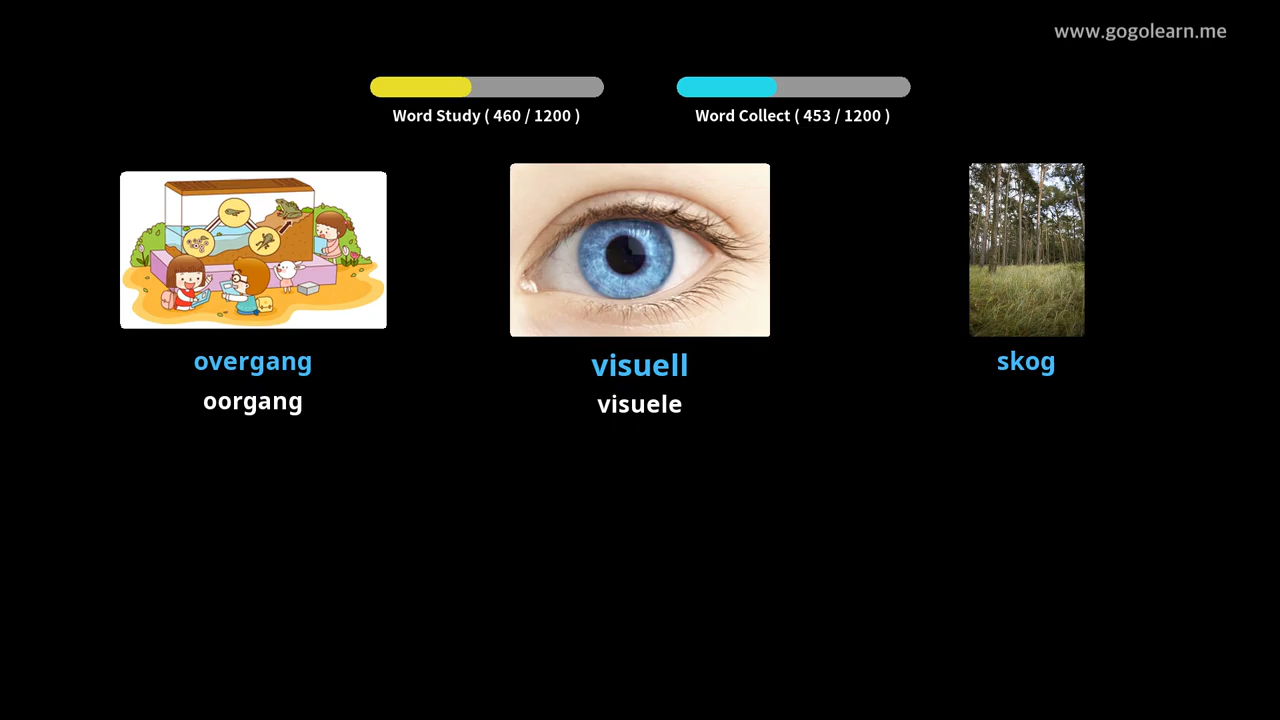 www.gogolearn.me
Word Study ( 460 / 1200 )
Word Collect ( 453 / 1200 )
overgang
visuell
skog
oorgang
visuele